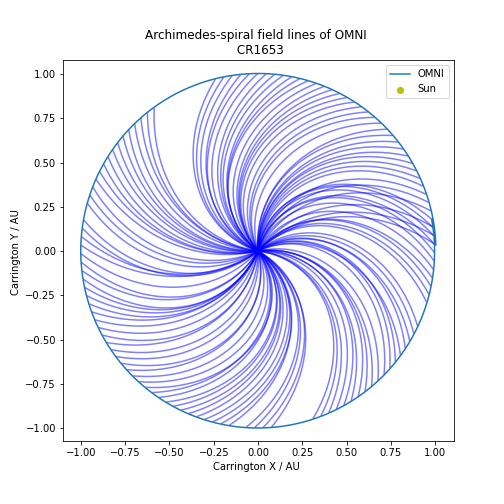 Archimedes-spiral field lines of OMNI
CR1653
OMNI
Sun
Carrington Y / AU
1.00
0.75
0.50
0.25
0.00
−0.25
−0.50
−0.75
−1.00
−1.00 −0.75 −0.50 −0.25 0.00 0.25 0.50 0.75 1.00
Carrington X / AU